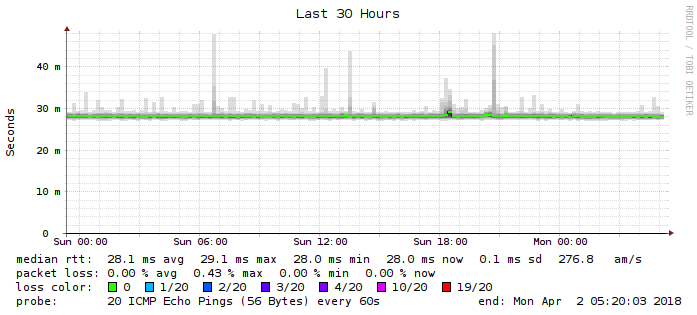 Last 30 Hours
RRDTOOL / TOBI OETIKER
Seconds
40 m
30 m
20 m
10 m
0
Sun 00:00 Sun 06:00 Sun 12:00 Sun 18:00 Mon 00:00
median rtt: 28.1 ms avg 29.1 ms max 28.0 ms min 28.0 ms now 0.1 ms sd 276.8 am/s
packet loss: 0.00 % avg 0.43 % max 0.00 % min 0.00 % now
loss color: 0 1/20 2/20 3/20 4/20 10/20 19/20
probe: 20 ICMP Echo Pings (56 Bytes) every 60s end: Mon Apr 2 05:20:03 2018